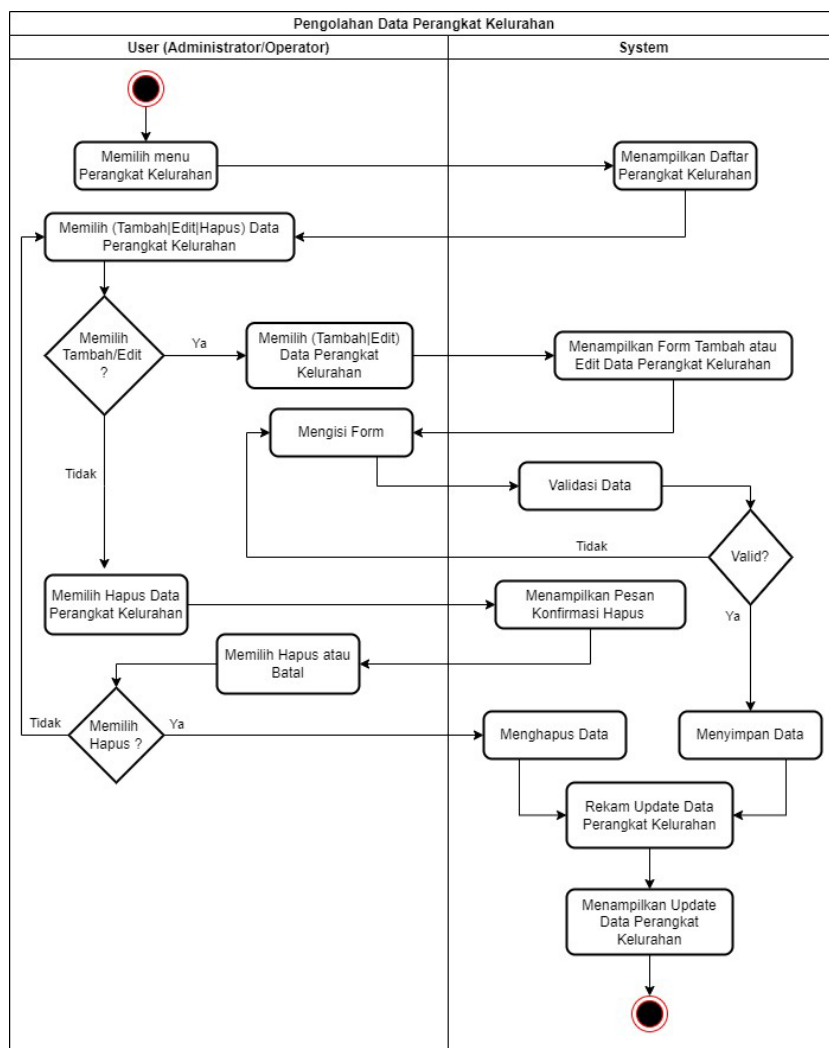 Pengolahan Data Perangkat Kelurahan
User (Administrator/Operator)
System
Memilih menu
Perangkat Kelurahan
Menampilkan Daftar
Perangkat Kelurahan
Memilih (Tambah|Edit|Hapus) Data
Perangkat Kelurahan
Memilih
Tambah/Edit
?
Ya
Memilih (Tambah|Edit)
Data Perangkat
Kelurahan
Menampilkan Form Tambah atau
Edit Data Perangkat Kelurahan
Mengisi Form
Tidak
Validasi Data
Tidak
Valid?
Memilih Hapus Data
Perangkat Kelurahan
Menampilkan Pesan
Konfirmasi Hapus
Ya
Memilih Hapus atau
Batal
Tidak
Memilih
Hapus ?
Ya
Menghapus Data
Menyimpan Data
Rekam Update Data
Perangkat Kelurahan
Menampilkan Update
Data Perangkat
Kelurahan